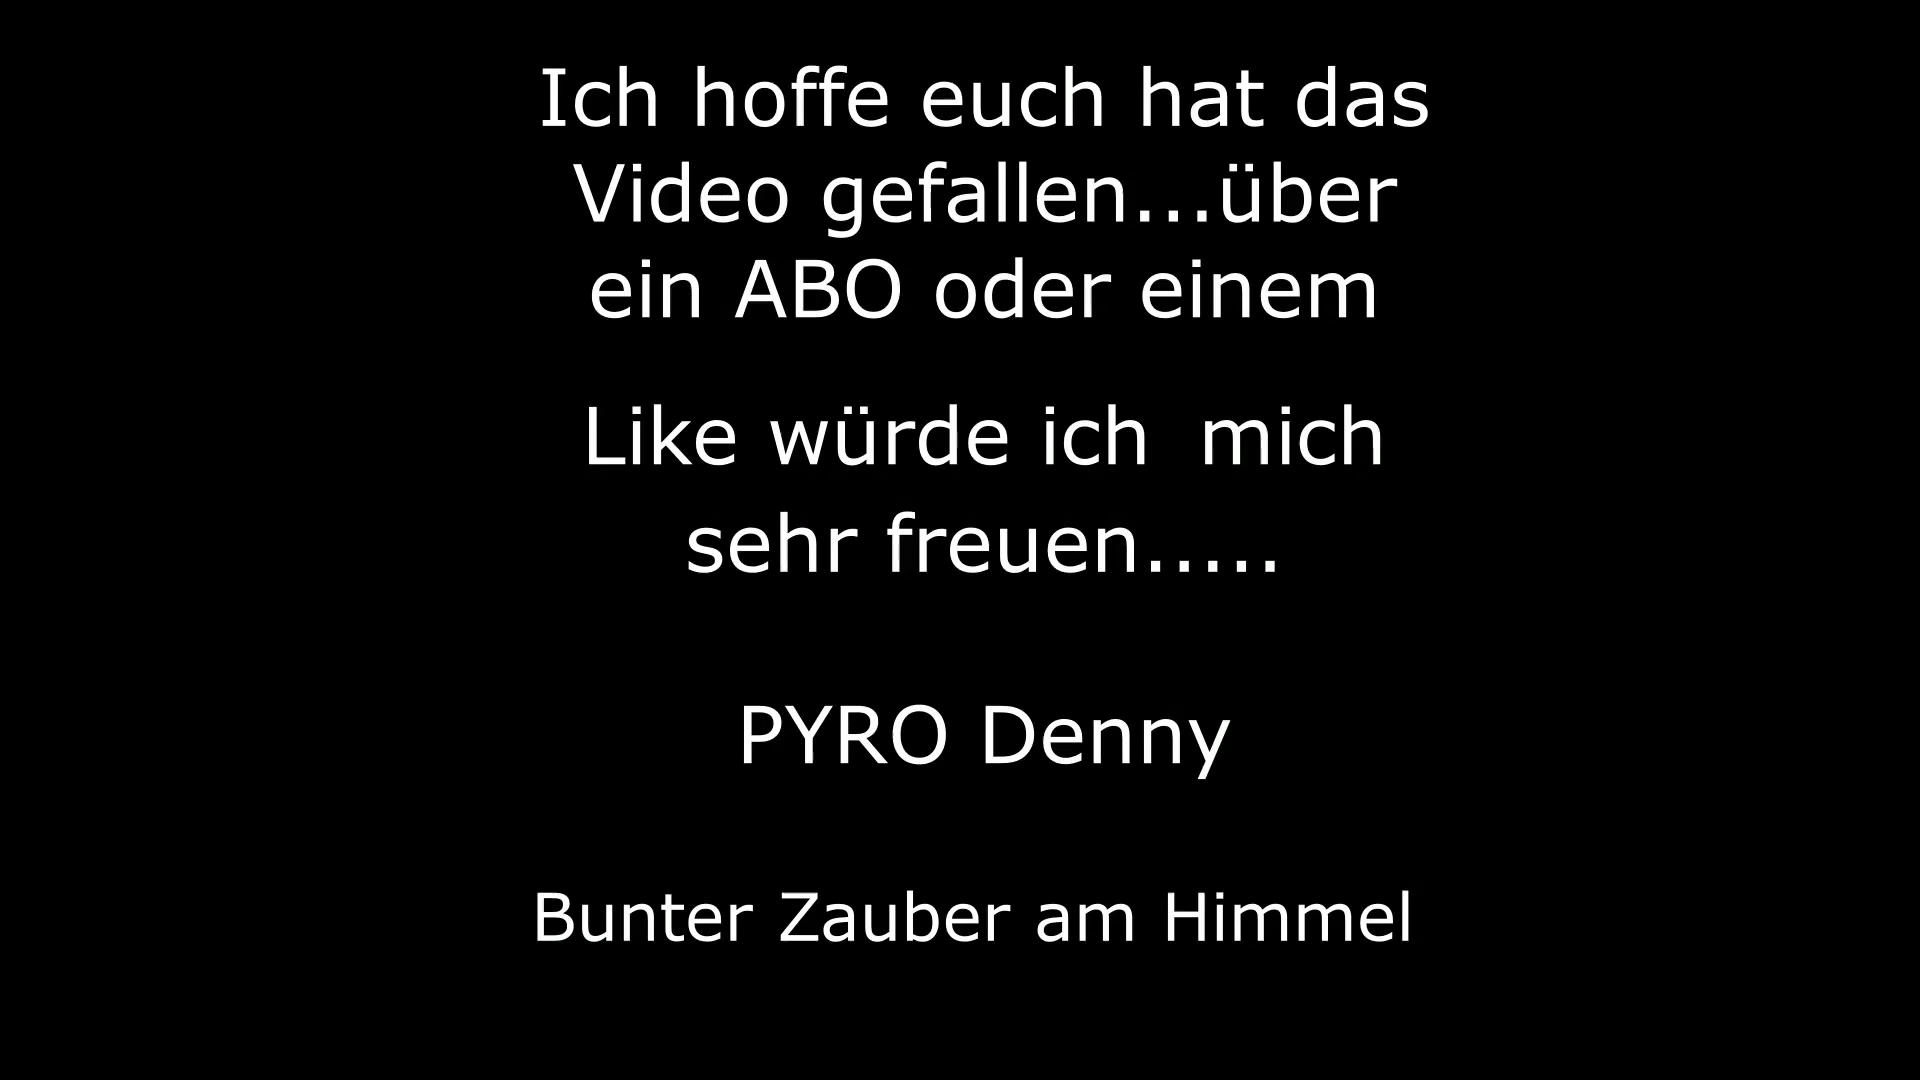 Ich hoffe euch hat das
Video gefallen...über
ein ABO oder einem
Like würde ich  mich
sehr freuen.....
PYRO Denny
Bunter Zauber am Himmel